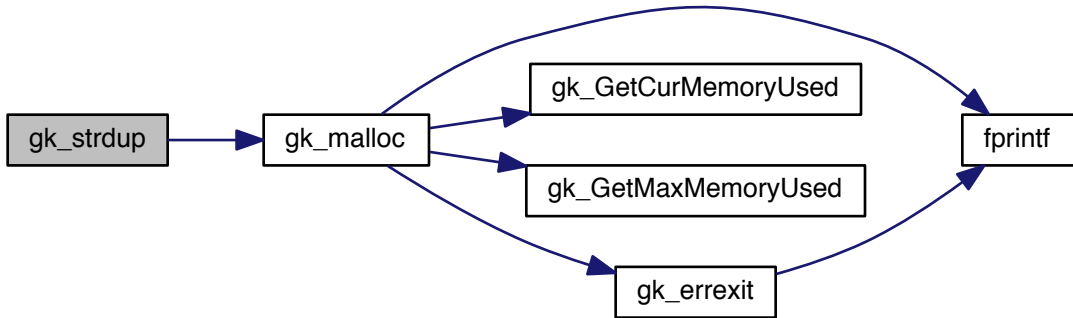 gk_strdup
gk_malloc
gk_GetCurMemoryUsed
gk_GetMaxMemoryUsed
gk_errexit
fprintf